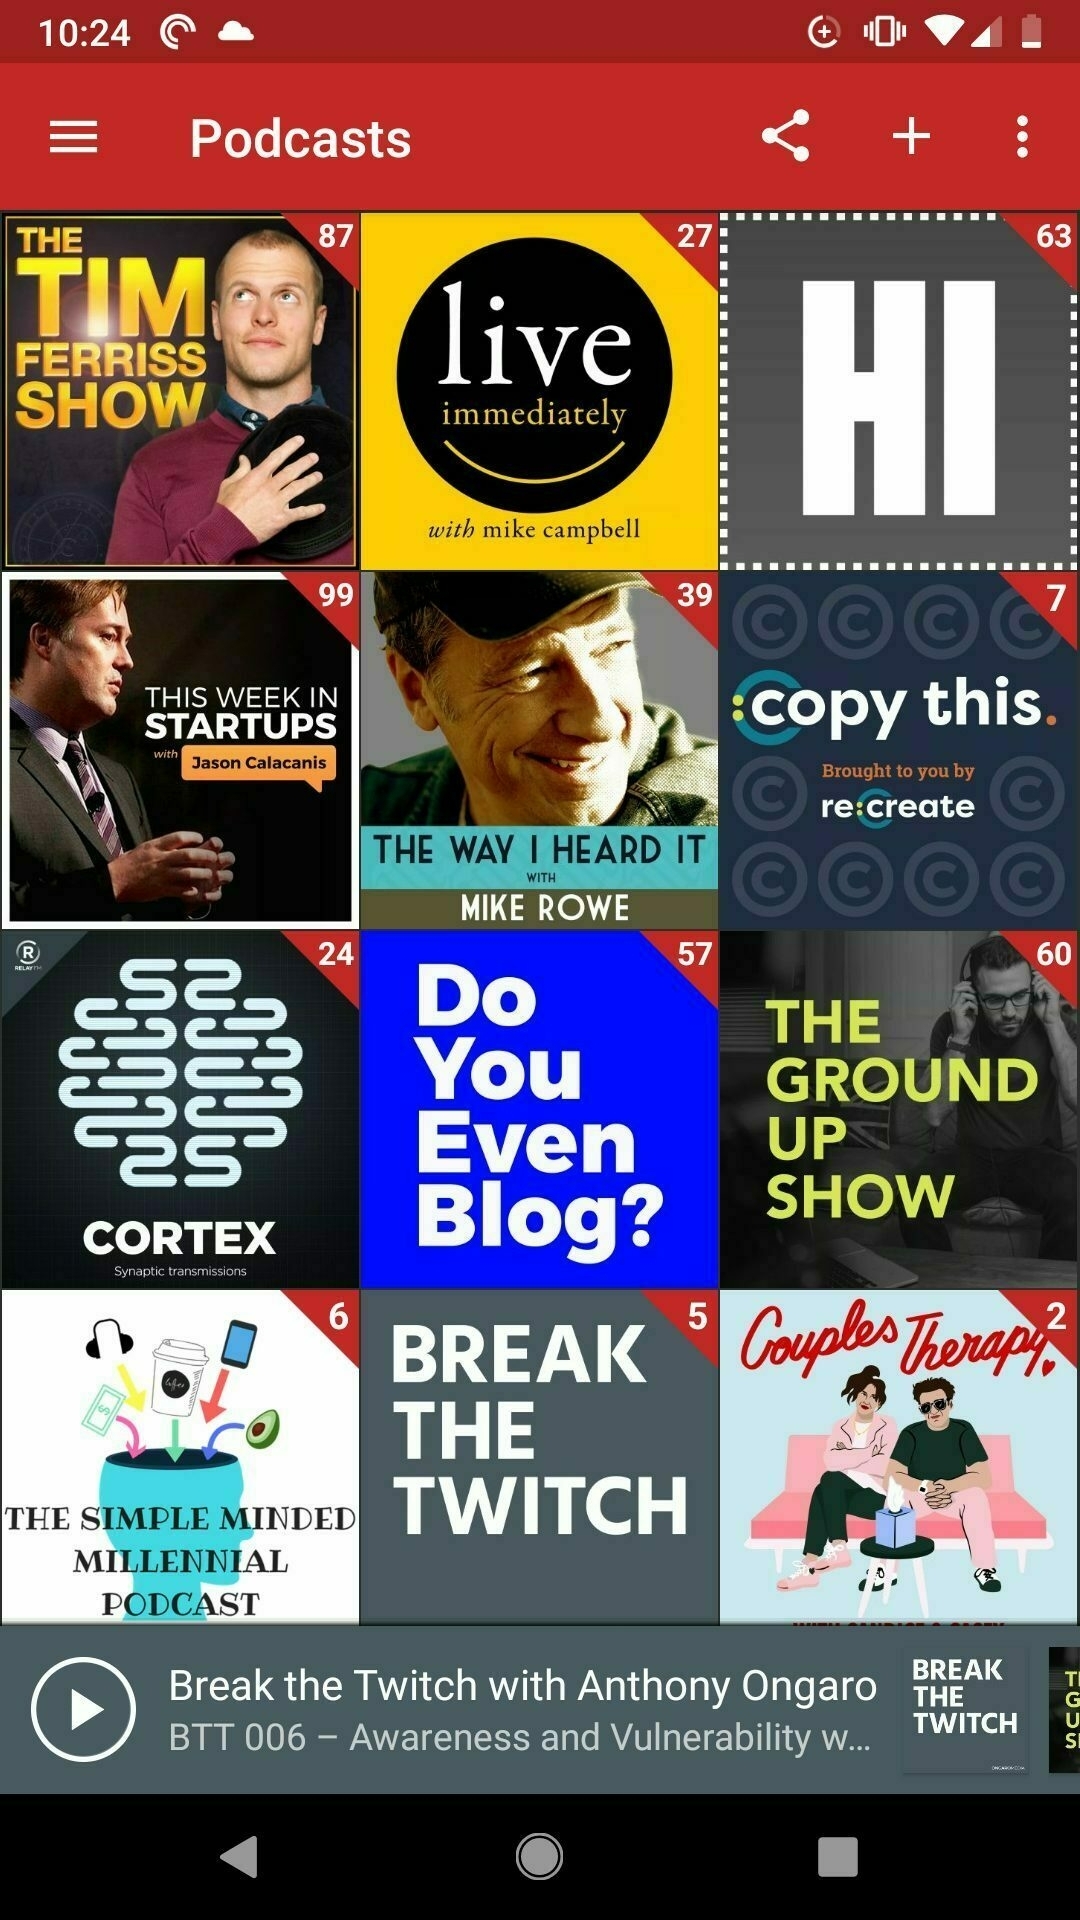 10:24
Podcasts
87
THE
TIM
FERRISS
SHOW
27
live
immediately
with mike campbell
63
HI
99
THIS WEEK IN
STARTUPS
with Jason Calacanis
39
THE WAY I HEARD IT
WITH
MIKE ROWE
7
:copy this.
Brought to you by
re:create
24
R
RELAY FM
CORTEX
Synaptic transmissions
57
Do
You
Even
Blog?
60
THE
GROUND
UP
SHOW
6
THE SIMPLE MINDED
MILLENNIAL
PODCAST
5
BREAK
THE
TWITCH
2
Couples Therapy
Break the Twitch with Anthony Ongaro
BTT 006 – Awareness and Vulnerability w...
BREAK
THE
TWITCH